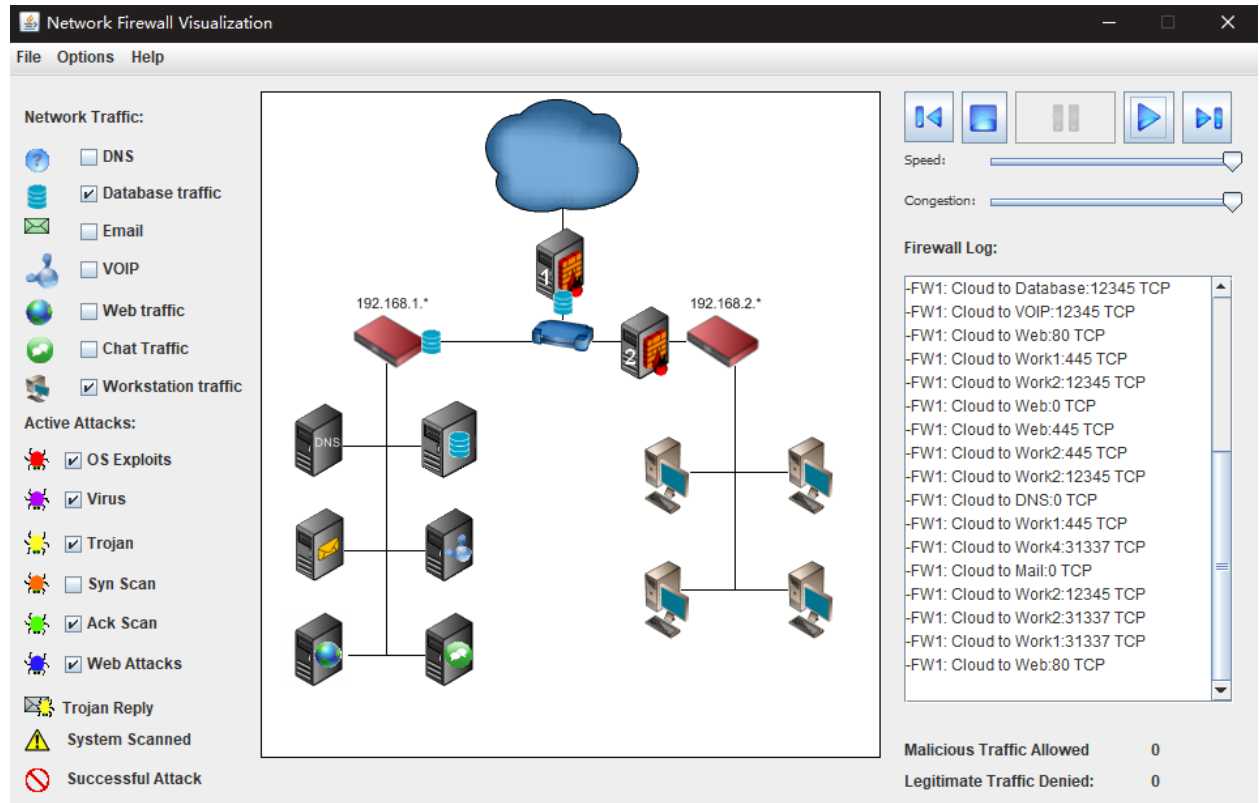 Network Firewall Visualization
File Options Help
Network Traffic:
DNS
Database traffic
Email
VOIP
Web traffic
Chat Traffic
Workstation traffic
Active Attacks:
OS Exploits
Virus
Trojan
Syn Scan
Ack Scan
Web Attacks
Trojan Reply
System Scanned
Successful Attack
1
192.168.1.*
192.168.2.*
2
DNS
Speed:
Congestion:
Firewall Log:
-FW1: Cloud to Database:12345 TCP
-FW1: Cloud to VOIP:12345 TCP
-FW1: Cloud to Web:80 TCP
-FW1: Cloud to Work1:445 TCP
-FW1: Cloud to Work2:12345 TCP
-FW1: Cloud to Web:0 TCP
-FW1: Cloud to Web:445 TCP
-FW1: Cloud to Work2:445 TCP
-FW1: Cloud to Work2:12345 TCP
-FW1: Cloud to DNS:0 TCP
-FW1: Cloud to Work1:445 TCP
-FW1: Cloud to Work4:31337 TCP
-FW1: Cloud to Mail:0 TCP
-FW1: Cloud to Work2:12345 TCP
-FW1: Cloud to Work2:31337 TCP
-FW1: Cloud to Work1:31337 TCP
-FW1: Cloud to Web:80 TCP
Malicious Traffic Allowed 0
Legitimate Traffic Denied: 0